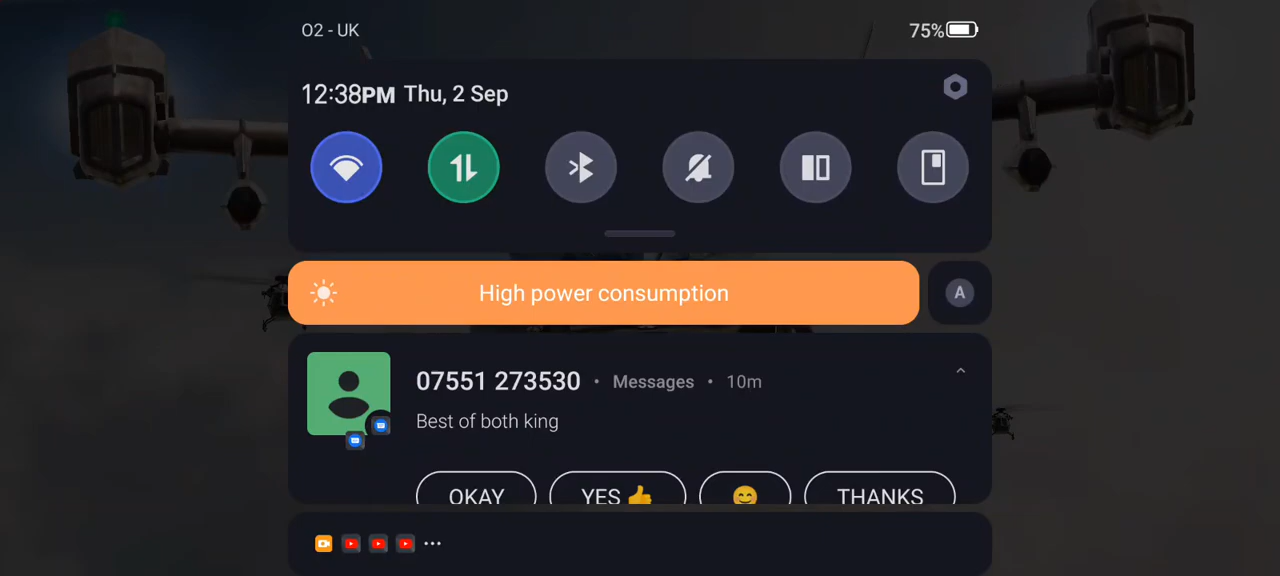 O2 - UK
75%
12:38PM Thu, 2 Sep
High power consumption
A
07551 273530 • Messages • 10m
Best of both king
OKAY YES 👍 😊 THANKS
...